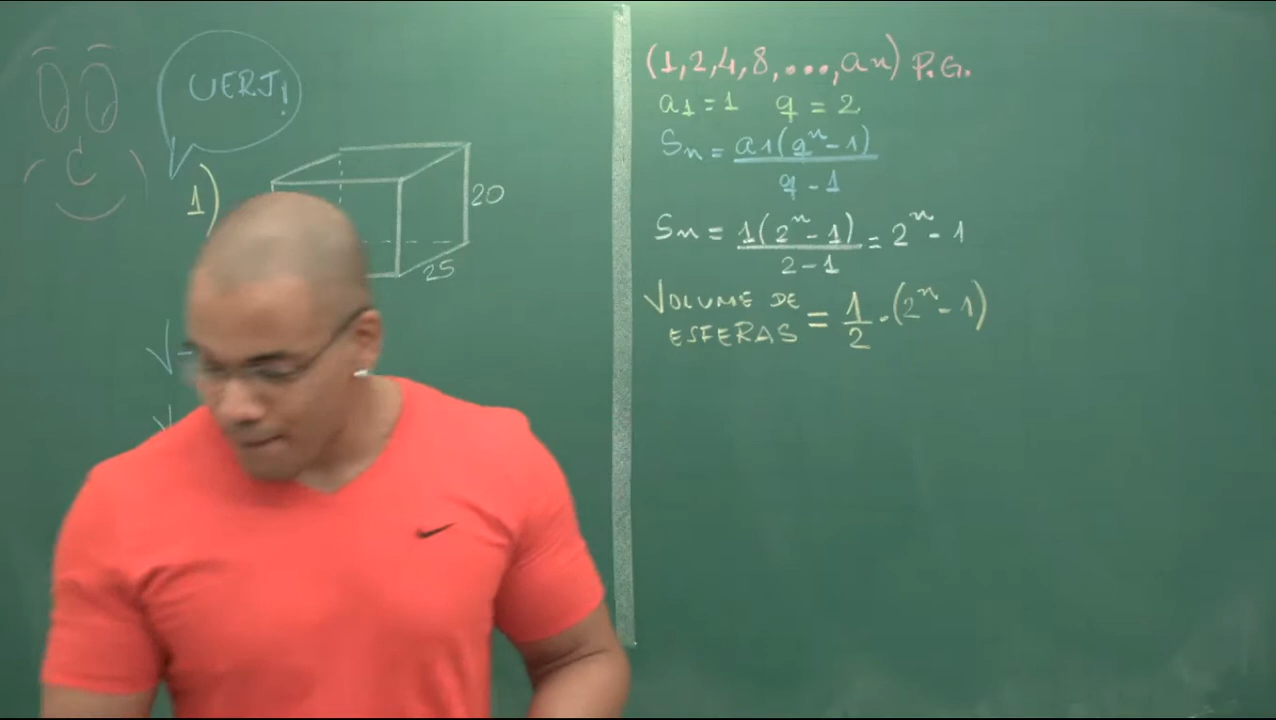 UERJ!
1)
20
25
V
V
(1,2,4,8,...,an) P.G.
a1 = 1 q = 2
Sn = a1(q^n - 1)
q - 1
Sn = 1(2^n - 1) = 2^n - 1
2 - 1
VOLUME DE
ESFERAS = 1/2 . (2^n - 1)